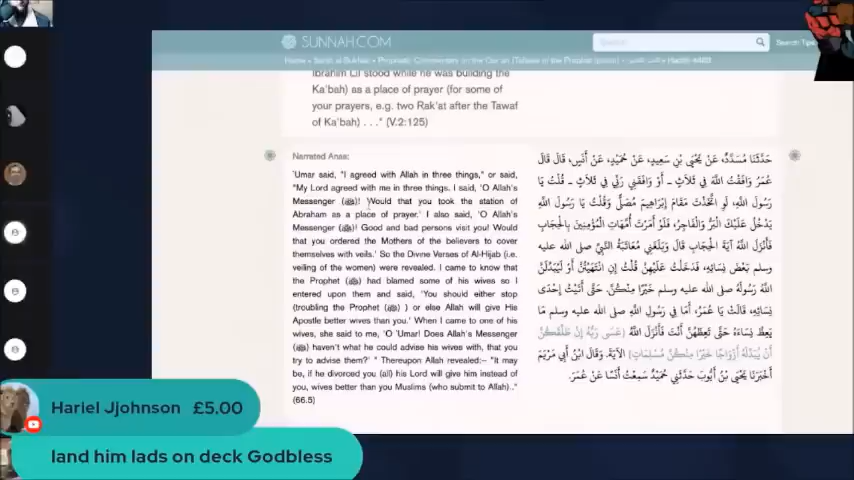 SUNNAH.COM
Search
Search Tips
Ibrahim
stood while he was building the
Ka'bah) as a place of prayer (for some of
your prayers, e.g. two Rak'at after the Tawaf
of Ka'bah) . . ." (V.2:125)
Narrated Anas:
`Umar said, "I agreed with Allah in three things," or said,
"My Lord agreed with me in three things. I said, 'O Allah's
Messenger (ﷺ)! Would that you took the station of
Abraham as a place of prayer.' I also said, 'O Allah's
Messenger (ﷺ)! Good and bad persons visit you! Would
that you ordered the Mothers of the believers to cover
themselves with veils.' So the Divine Verses of Al-Hijab (i.e.
veiling of the women) were revealed. I came to know that
the Prophet (ﷺ) had blamed some of his wives so I
entered upon them and said, 'You should either stop
(troubling the Prophet (ﷺ) ) or else Allah will give His
Apostle better wives than you.' When I came to one of his
wives, she said to me, 'O `Umar! Does Allah's Messenger
(ﷺ) haven't what he could advise his wives with, that you
try to advise them?' " Thereupon Allah revealed:-- "It may
be, if he divorced you (all) his Lord will give him instead of
you, wives better than you Muslims (who submit to Allah).."
(66.5)
حَدَّثَنَا مُسَدَّدٌ، عَنْ يَحْيَى بْنِ سَعِيدٍ، عَنْ حُمَيْدٍ، عَنْ أَنَسٍ، قَالَ قَالَ
عُمَرُ وَافَقْتُ اللَّهَ فِي ثَلاَثٍ ـ أَوْ وَافَقَنِي رَبِّي فِي ثَلاَثٍ ـ قُلْتُ يَا
رَسُولَ اللَّهِ، لَوِ اتَّخَذْتَ مَقَامَ إِبْرَاهِيمَ مُصَلًّى وَقُلْتُ يَا رَسُولَ اللَّهِ
يَدْخُلُ عَلَيْكَ الْبَرُّ وَالْفَاجِرُ، فَلَوْ أَمَرْتَ أُمَّهَاتِ الْمُؤْمِنِينَ بِالْحِجَابِ
فَأَنْزَلَ اللَّهُ آيَةَ الْحِجَابِ قَالَ وَبَلَغَنِي مُعَاتَبَةُ النَّبِيِّ صلى الله عليه
وسلم بَعْضَ نِسَائِهِ، فَدَخَلْتُ عَلَيْهِنَّ قُلْتُ إِنِ انْتَهَيْتُنَّ أَوْ لَيُبَدِّلَنَّ
اللَّهُ رَسُولَهُ صلى الله عليه وسلم خَيْرًا مِنْكُنَّ. حَتَّى أَتَيْتُ إِحْدَى
نِسَائِهِ، قَالَتْ يَا عُمَرُ، أَمَا فِي رَسُولِ اللَّهِ صلى الله عليه وسلم مَا
يَعِظُ نِسَاءَهُ حَتَّى تَعِظَهُنَّ أَنْتَ فَأَنْزَلَ اللَّهُ {عَسَى رَبُّهُ إِنْ طَلَّقَكُنَّ
أَنْ يُبَدِّلَهُ أَزْوَاجًا خَيْرًا مِنْكُنَّ مُسْلِمَاتٍ} الآيَةَ. وَقَالَ ابْنُ أَبِي مَرْيَمَ
أَخْبَرَنَا يَحْيَى بْنُ أَيُّوبَ حَدَّثَنِي حُمَيْدٌ سَمِعْتُ أَنَسًا عَنْ عُمَرَ.
Hariel Jjohnson £5.00
land him lads on deck Godbless